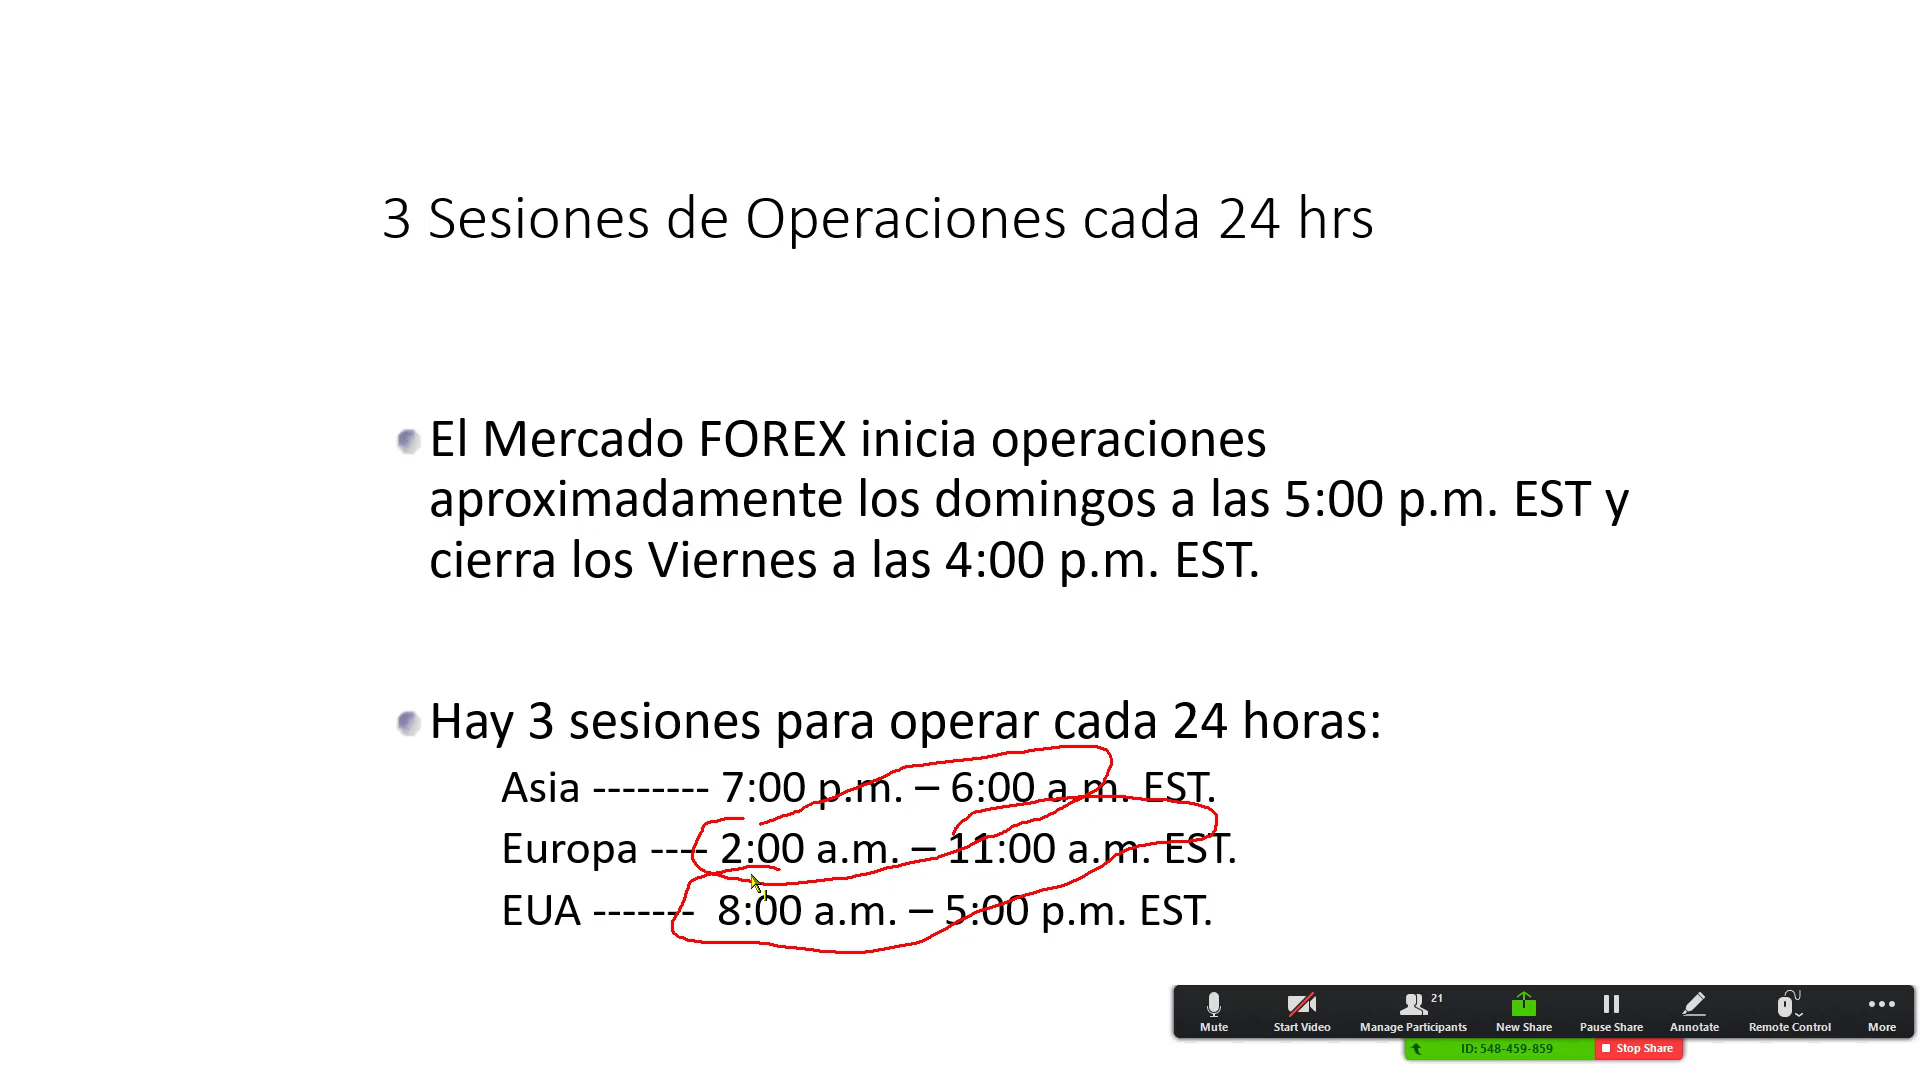 3 Sesiones de Operaciones cada 24 hrs
El Mercado FOREX inicia operaciones
aproximadamente los domingos a las 5:00 p.m. EST y
cierra los Viernes a las 4:00 p.m. EST.
Hay 3 sesiones para operar cada 24 horas:
Asia -------- 7:00 p.m. – 6:00 a.m. EST.
Europa ---- 2:00 a.m. – 11:00 a.m. EST.
EUA ------- 8:00 a.m. – 5:00 p.m. EST.
21
Mute Start Video Manage Participants New Share Pause Share Annotate Remote Control More
ID: 548-459-859 Stop Share